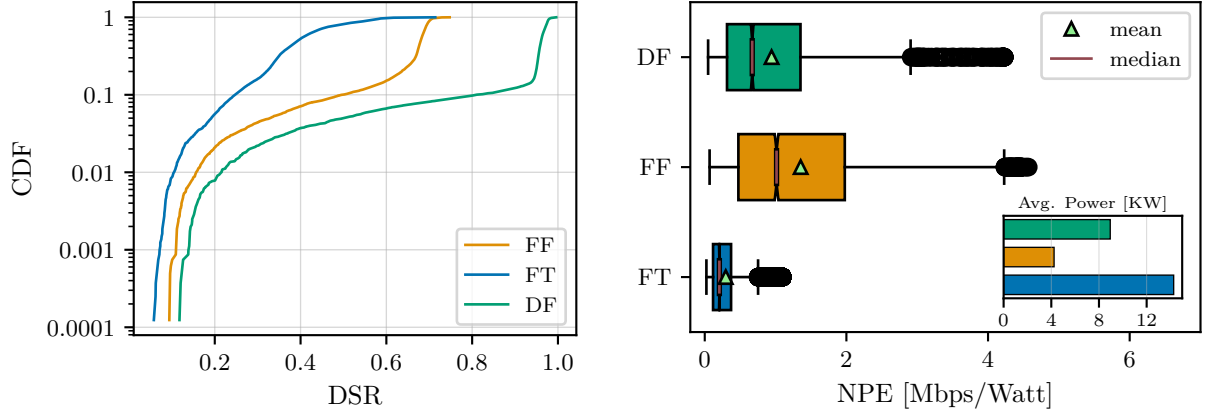 CDF
1
0.1
0.01
0.001
0.0001
0.2
0.4
0.6
0.8
1.0
DSR
FF
FT
DF
DF
FF
FT
0
2
4
6
NPE [Mbps/Watt]
mean
median
Avg. Power [KW]
0
4
8
12